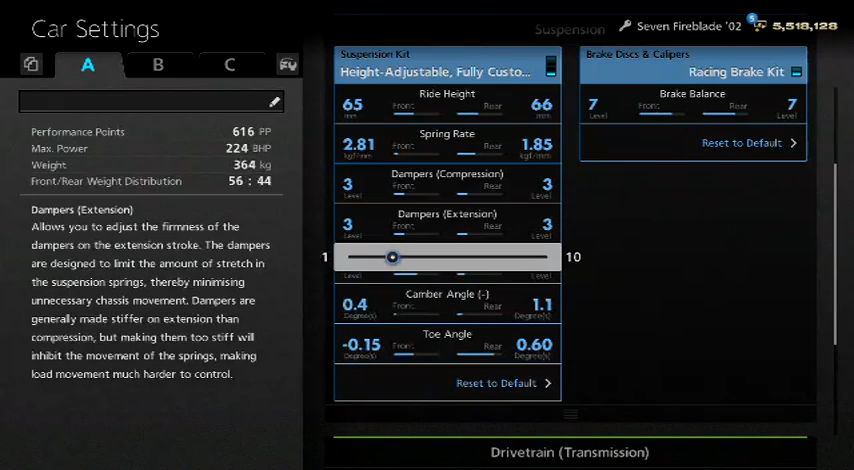 Car Settings
Suspension
Seven Fireblade '02
5
5,518,128
A
B
C
Performance Points 616 PP
Max. Power 224 BHP
Weight 364 kg
Front/Rear Weight Distribution 56 : 44
Dampers (Extension)
Allows you to adjust the firmness of the
dampers on the extension stroke. The dampers
are designed to limit the amount of stretch in
the suspension springs, thereby minimising
unnecessary chassis movement. Dampers are
generally made stiffer on extension than
compression, but making them too stiff will
inhibit the movement of the springs, making
load movement much harder to control.
Suspension Kit
Height-Adjustable, Fully Custo...
Ride Height
65 Front Rear 66
mm mm
Spring Rate
2.81 Front Rear 1.85
kgf/mm kgf/mm
Dampers (Compression)
3 Front Rear 3
Level Level
Dampers (Extension)
3 Front Rear 3
Level Level
1 10
Level Level
Camber Angle (-)
0.4 Front Rear 1.1
Degree(s) Degree(s)
Toe Angle
-0.15 Front Rear 0.60
Degree(s) Degree(s)
Reset to Default
Brake Discs & Calipers
Racing Brake Kit
Brake Balance
7 Front Rear 7
Level Level
Reset to Default
Drivetrain (Transmission)